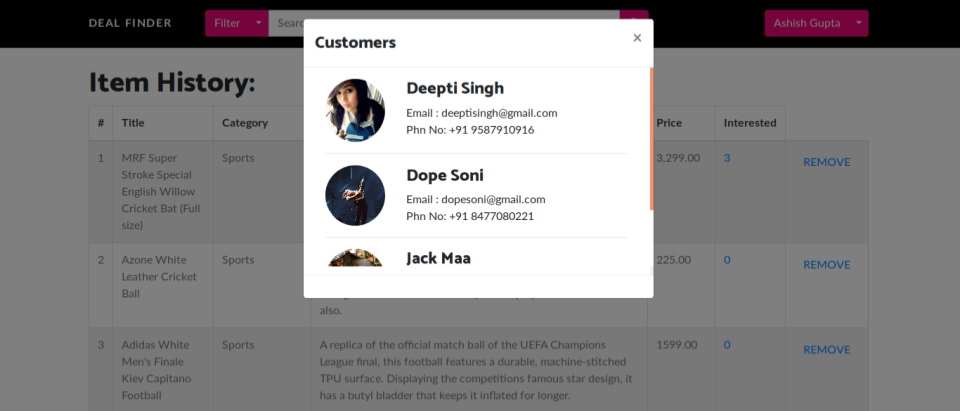 DEAL FINDER
Filter
Sear
Ashish Gupta
Customers
×
Item History:
# Title Category Price Interested
Deepti Singh
Email : deeptisingh@gmail.com
Phn No: +91 9587910916
1 MRF Super Sports 3,299.00 3 REMOVE
Stroke Special
English Willow
Cricket Bat (Full
size)
Dope Soni
Email : dopesoni@gmail.com
Phn No: +91 8477080221
Jack Maa
2 Azone White Sports 225.00 0 REMOVE
Leather Cricket
Ball
also.
3 Adidas White Sports A replica of the official match ball of the UEFA Champions 1599.00 0 REMOVE
Men's Finale League final, this football features a durable, machine-stitched
Kiev Capitano TPU surface. Displaying the competitions famous star design, it
Football has a butyl bladder that keeps it inflated for longer.